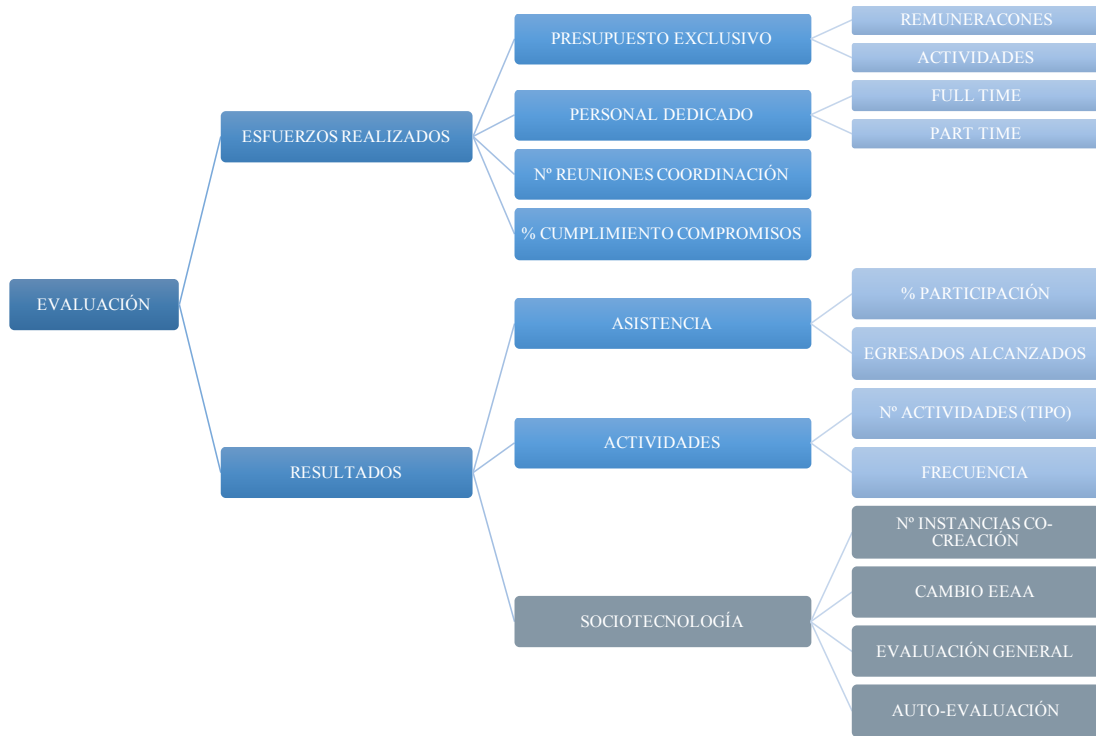 EVALUACIÓN
ESFUERZOS REALIZADOS
PRESUPUESTO EXCLUSIVO
REMUNERACONES
ACTIVIDADES
PERSONAL DEDICADO
FULL TIME
PART TIME
Nº REUNIONES COORDINACIÓN
% CUMPLIMIENTO COMPROMISOS
RESULTADOS
ASISTENCIA
% PARTICIPACIÓN
EGRESADOS ALCANZADOS
ACTIVIDADES
Nº ACTIVIDADES (TIPO)
FRECUENCIA
SOCIOTECNOLOGÍA
Nº INSTANCIAS CO-
CREACIÓN
CAMBIO EEAA
EVALUACIÓN GENERAL
AUTO-EVALUACIÓN